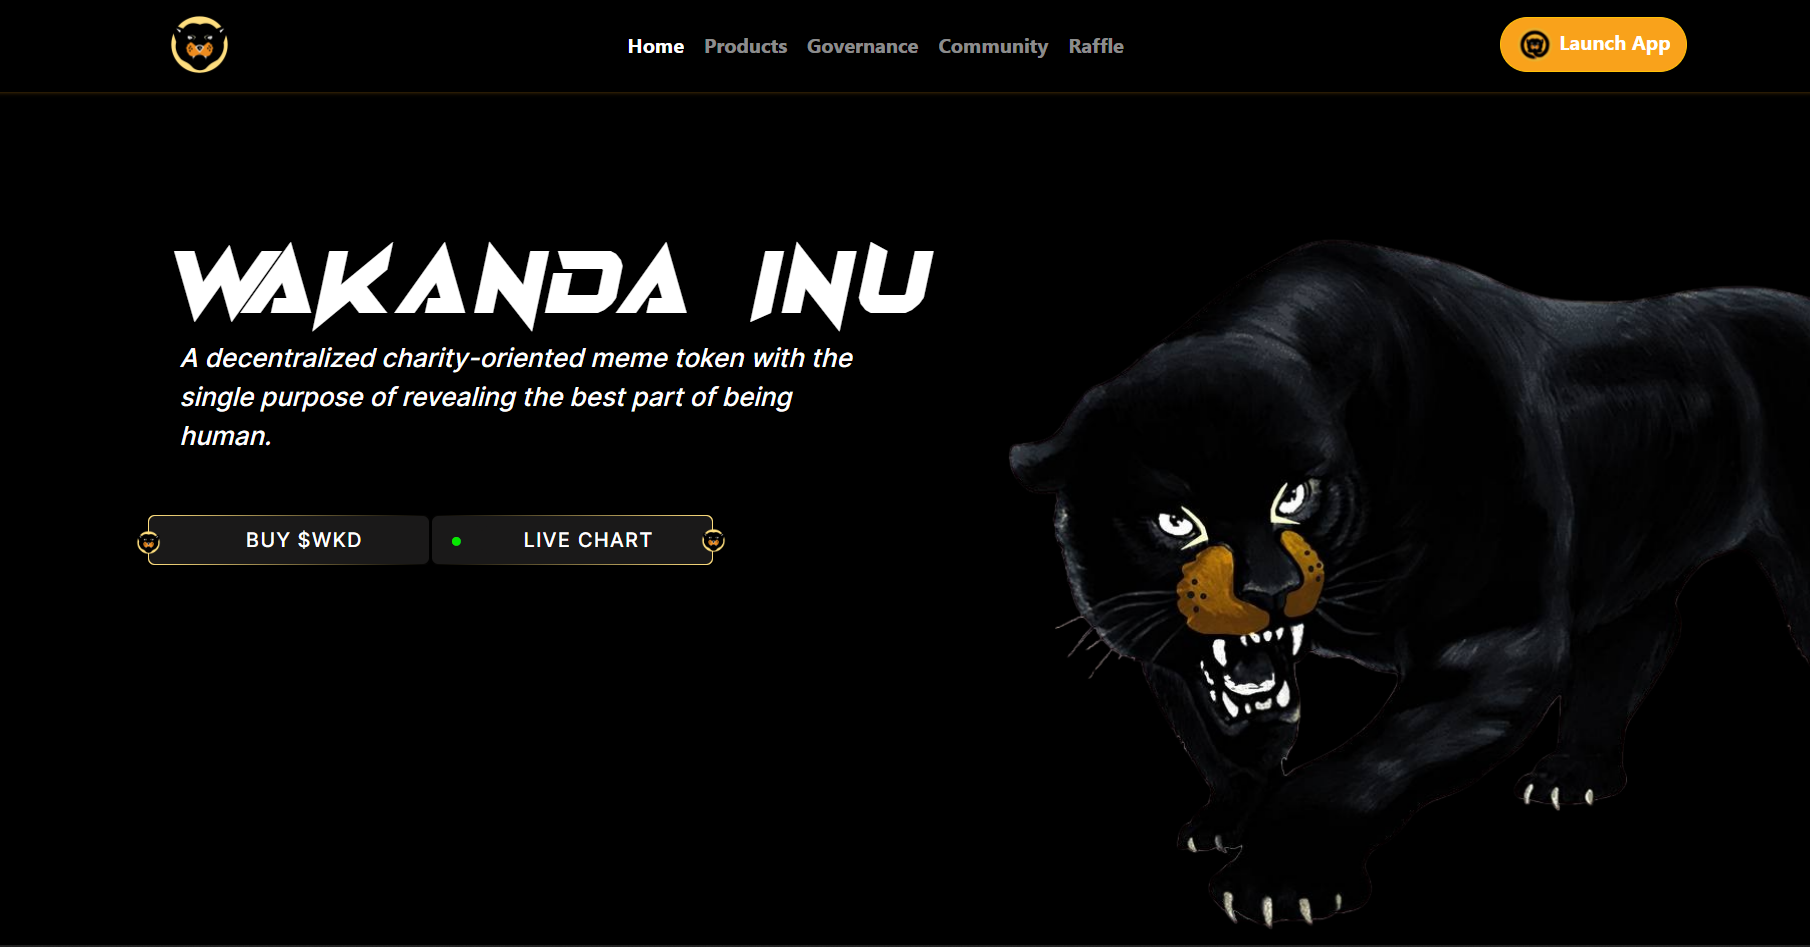 Home Products Governance Community Raffle
Launch App
WAKANDA INU
A decentralized charity-oriented meme token with the
single purpose of revealing the best part of being
human.
BUY $WKD
LIVE CHART